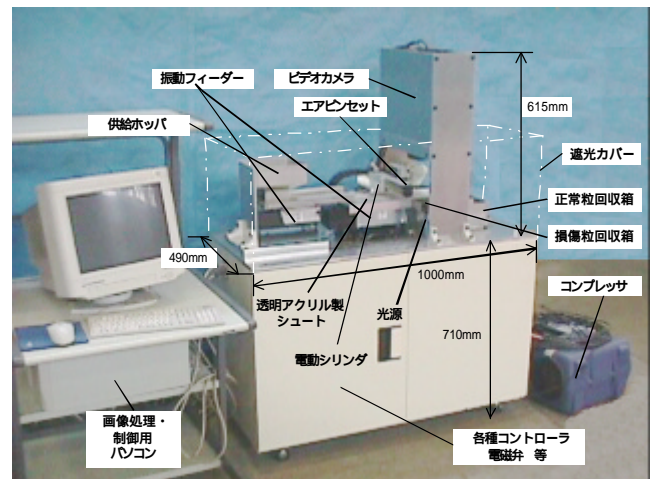 振動フィーダー
ビデオカメラ
エアピンセット
供給ホッパ
615mm
遮光カバー
正常粒回収箱
損傷粒回収箱
490mm
1000mm
コンプレッサ
透明アクリル製
シュート
光源
710mm
電動シリンダ
画像処理・
制御用
パソコン
各種コントローラ
電磁弁 等